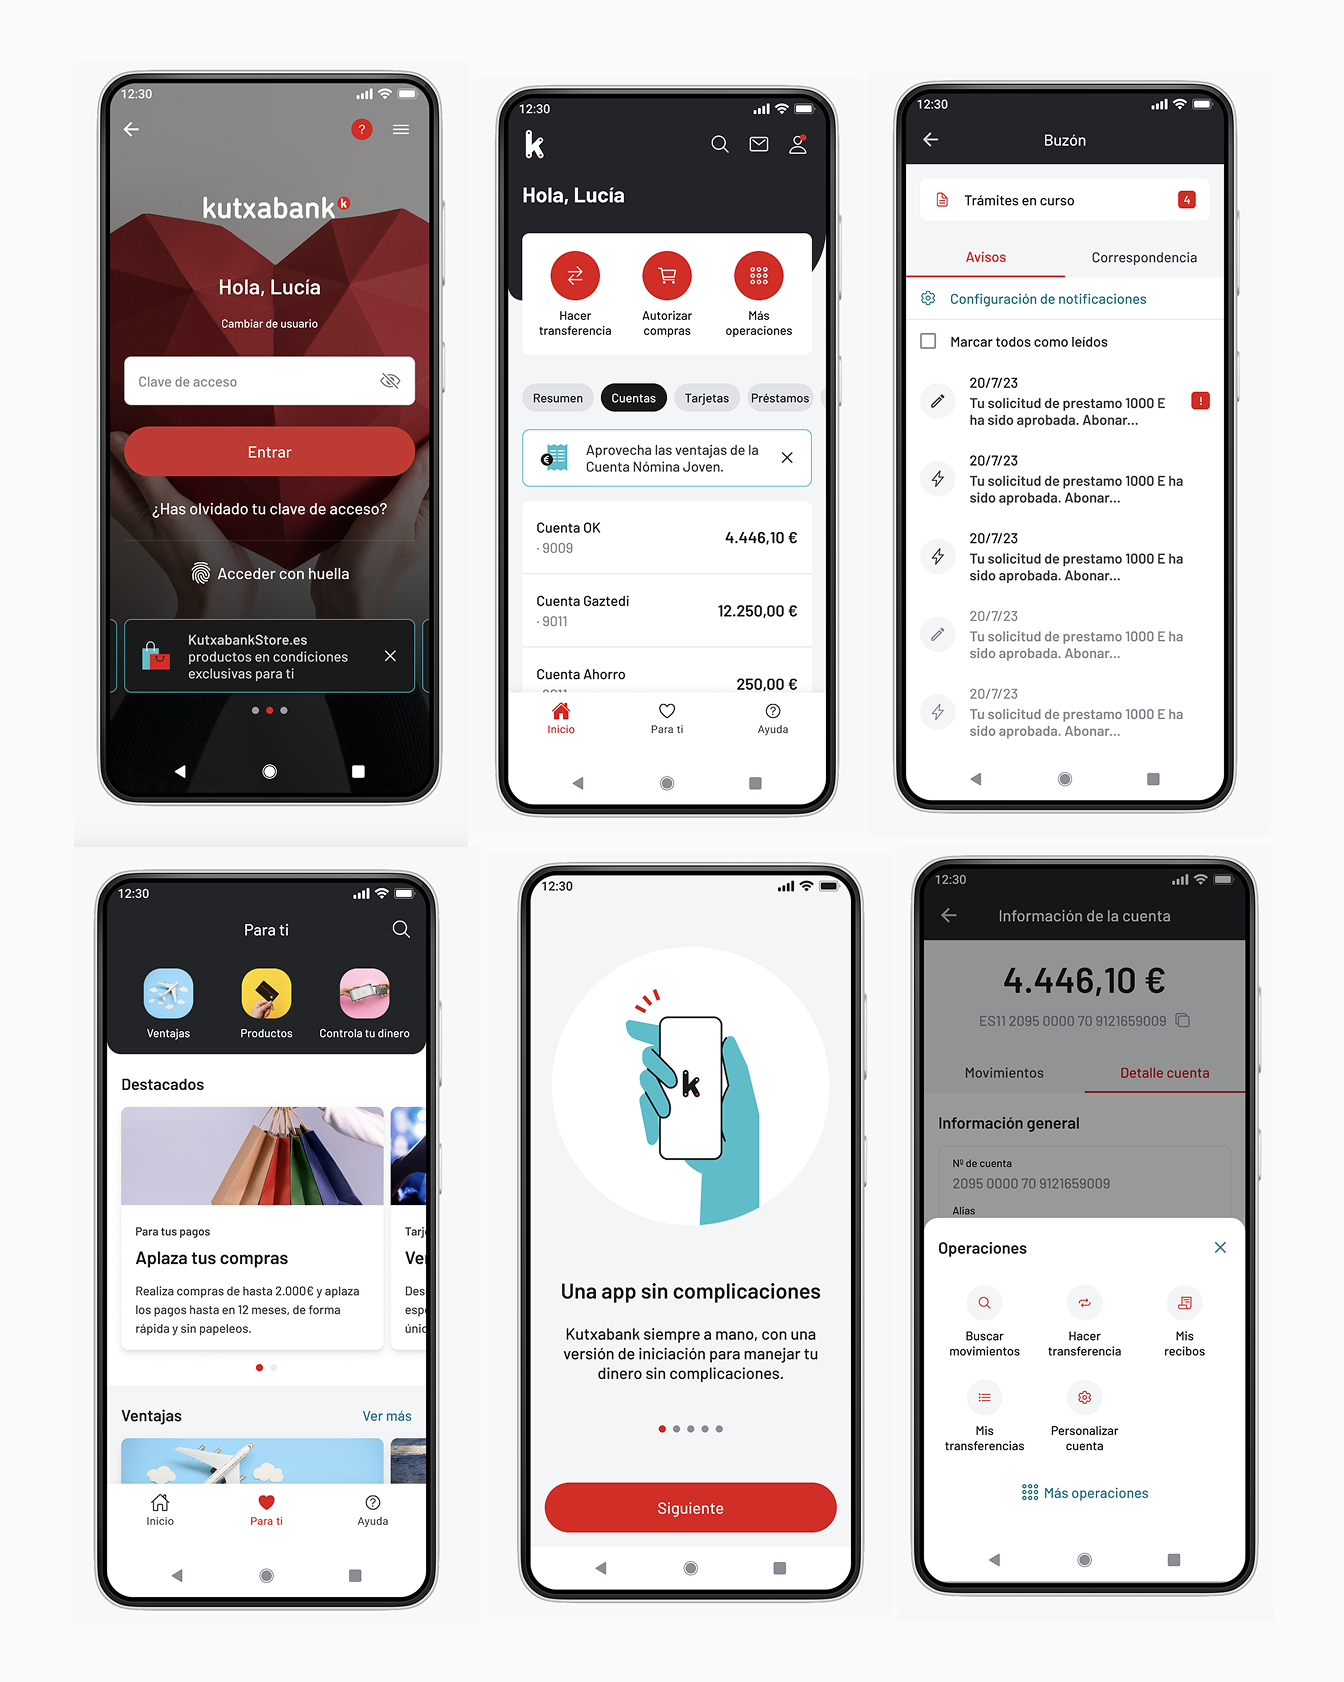 12:30
?
kutxabank k
Hola, Lucía
Cambiar de usuario
Clave de acceso
Entrar
¿Has olvidado tu clave de acceso?
Acceder con huella
KutxabankStore.es
productos en condiciones
exclusivas para ti
12:30
k
Hola, Lucía
Hacer
transferencia
Autorizar
compras
Más
operaciones
Resumen
Cuentas
Tarjetas
Préstamos
€
Aprovecha las ventajas de la
Cuenta Nómina Joven.
Cuenta OK
· 9009
4.446,10 €
Cuenta Gaztedi
· 9011
12.250,00 €
Cuenta Ahorro
250,00 €
Inicio
Para ti
Ayuda
12:30
Buzón
Trámites en curso
4
Avisos
Correspondencia
Configuración de notificaciones
Marcar todos como leídos
20/7/23
Tu solicitud de prestamo 1000 E
ha sido aprobada. Abonar...
!
20/7/23
Tu solicitud de prestamo 1000 E ha
sido aprobada. Abonar...
20/7/23
Tu solicitud de prestamo 1000 E ha
sido aprobada. Abonar...
20/7/23
Tu solicitud de prestamo 1000 E ha
sido aprobada. Abonar...
20/7/23
Tu solicitud de prestamo 1000 E ha
sido aprobada. Abonar...
12:30
Para ti
Ventajas
Productos
Controla tu dinero
Destacados
Para tus pagos
Aplaza tus compras
Realiza compras de hasta 2.000€ y aplaza
los pagos hasta en 12 meses, de forma
rápida y sin papeleos.
Tarj
Ve
Des
esp
únic
Ventajas
Ver más
Inicio
Para ti
Ayuda
12:30
k
Una app sin complicaciones
Kutxabank siempre a mano, con una
versión de iniciación para manejar tu
dinero sin complicaciones.
Siguiente
12:30
Información de la cuenta
4.446,10 €
ES11 2095 0000 70 9121659009
Movimientos
Detalle cuenta
Información general
Nº de cuenta
2095 0000 70 9121659009
Alias
Operaciones
Buscar
movimientos
Hacer
transferencia
Mis
recibos
Mis
transferencias
Personalizar
cuenta
Más operaciones